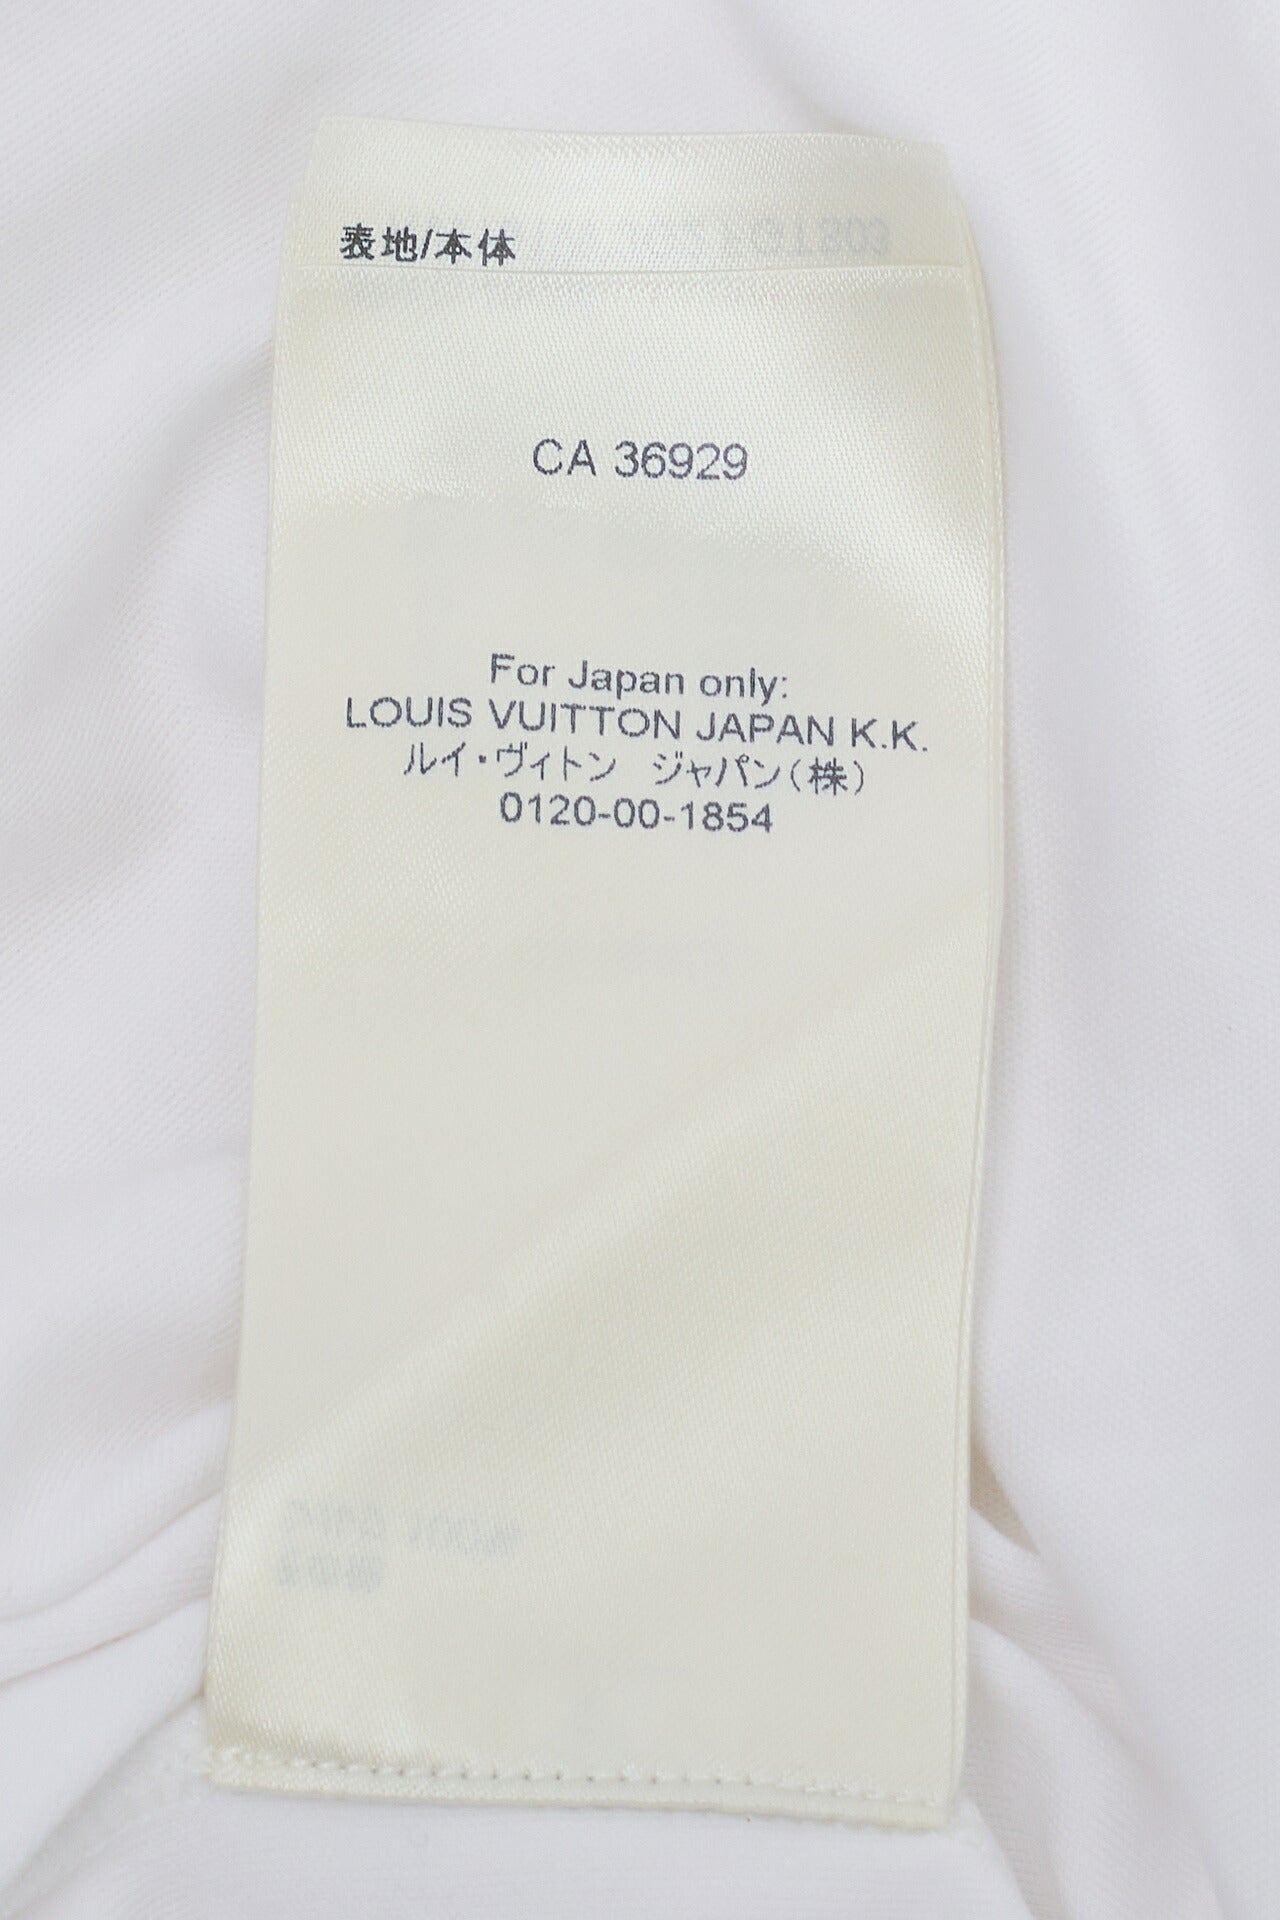 表地/本体
CA 36929
For Japan only:
LOUIS VUITTON JAPAN K.K.
ルイ・ヴィトン ジャパン(株)
0120-00-1854